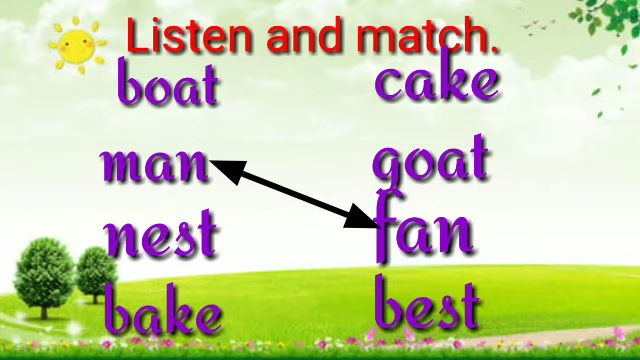 Listen and match.
boat cake
man goat
nest fan
bake best